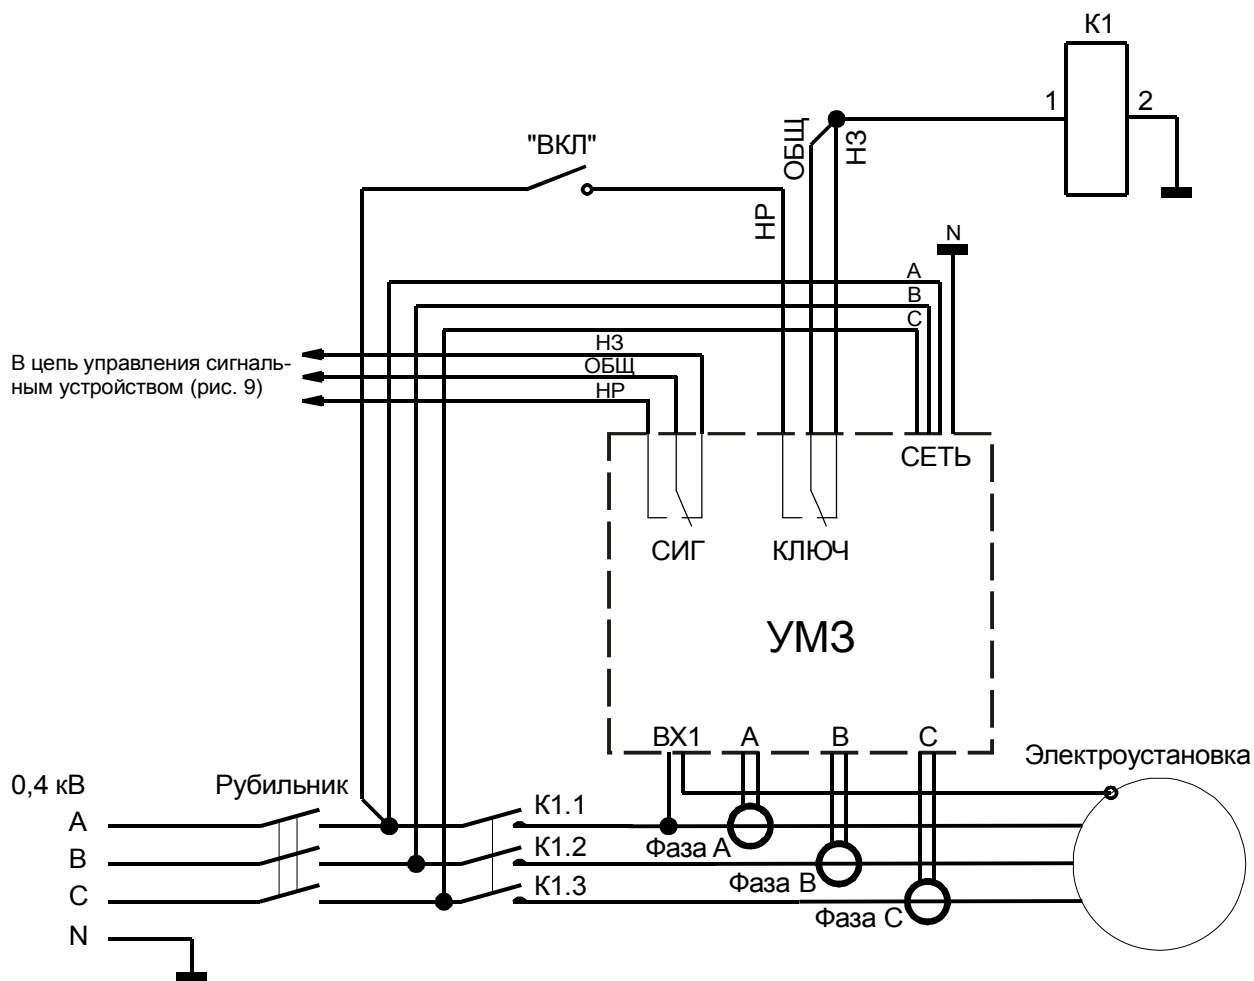 К1
1
2
"ВКЛ"
ОБЩ
НЗ
НР
N
А
В
С
НЗ
ОБЩ
НР
В цепь управления сигналь-
ным устройством (рис. 9)
СЕТЬ
СИГ
КЛЮЧ
УМЗ
ВХ1
А
В
С
Электроустановка
0,4 кВ
Рубильник
А
К1.1
Фаза А
В
К1.2
Фаза В
С
К1.3
Фаза С
N